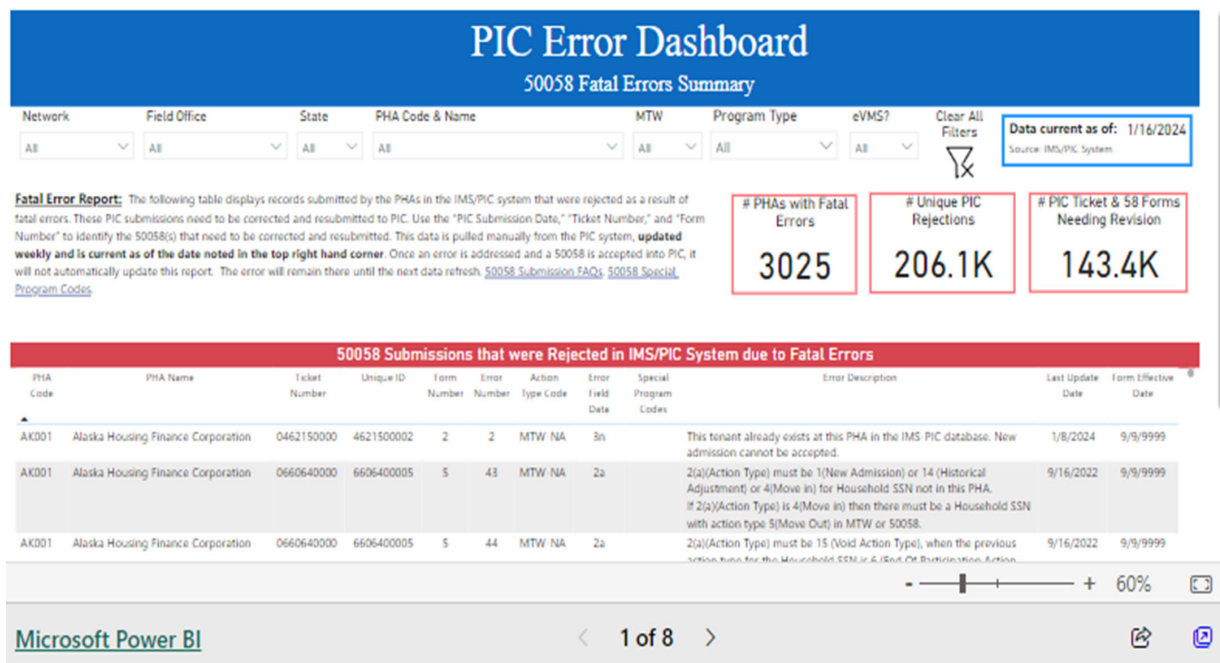 PIC Error Dashboard
50058 Fatal Errors Summary
Network Field Office State PHA Code & Name MTW Program Type eVMS? Clear All
Filters
All All All All All All All
Data current as of: 1/16/2024
Source: IMS/PIC System
Fatal Error Report: The following table displays records submitted by the PHAs in the IMS/PIC system that were rejected as a result of
fatal errors. These PIC submissions need to be corrected and resubmitted to PIC. Use the "PIC Submission Date," "Ticket Number," and "Form
Number" to identify the 50058(s) that need to be corrected and resubmitted. This data is pulled manually from the PIC system, updated
weekly and is current as of the date noted in the top right hand corner. Once an error is addressed and a 50058 is accepted into PIC, it
will not automatically update this report. The error will remain there until the next data refresh. 50058 Submission FAQs. 50058 Special
Program Codes.
# PHAs with Fatal
Errors
3025
# Unique PIC
Rejections
206.1K
# PIC Ticket & 58 Forms
Needing Revision
143.4K
50058 Submissions that were Rejected in IMS/PIC System due to Fatal Errors
PHA PHA Name Ticket Unique ID Form Error Action Error Special Error Description Last Update Form Effective
Code Number Number Number Type Code Field Program Date Date
Data Codes
AK001 Alaska Housing Finance Corporation 0462150000 4621500002 2 2 MTW NA 3n This tenant already exists at this PHA in the IMS-PIC database. New 1/8/2024 9/9/9999
admission cannot be accepted.
AK001 Alaska Housing Finance Corporation 0660640000 6606400005 5 43 MTW NA 2a 2(a)(Action Type) must be 1(New Admission) or 14 (Historical 9/16/2022 9/9/9999
Adjustment) or 4(Move in) for Household SSN not in this PHA.
If 2(a)(Action Type) is 4(Move in) then there must be a Household SSN
with action type 5(Move Out) in MTW or 50058.
AK001 Alaska Housing Finance Corporation 0660640000 6606400005 5 44 MTW NA 2a 2(a)(Action Type) must be 15 (Void Action Type), when the previous 9/16/2022 9/9/9999
action type for the Household SSN is 6 (End Of Participation Action
- + 60%
Microsoft Power BI
1 of 8